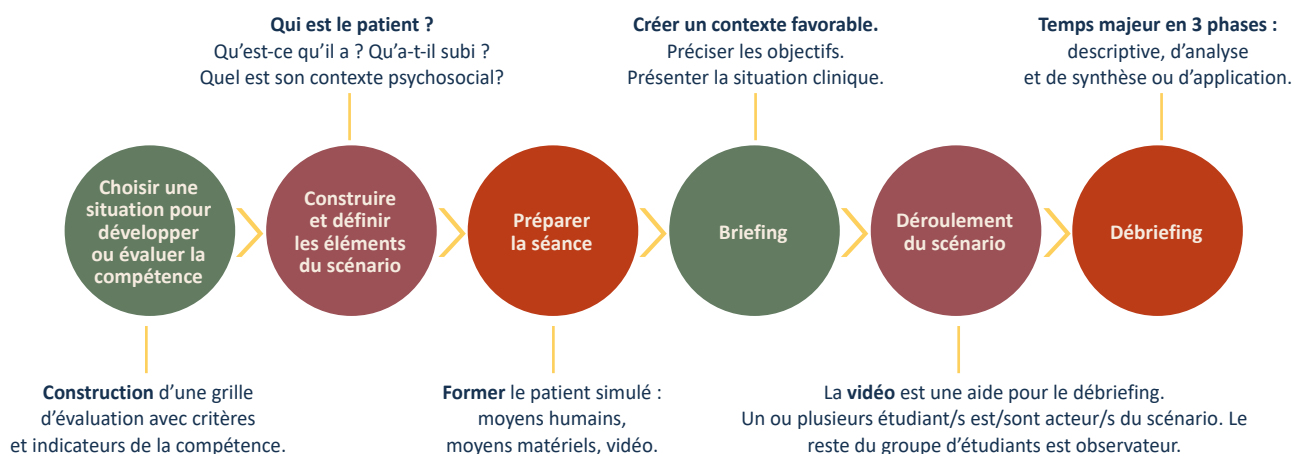 Qui est le patient ?
Qu’est-ce qu’il a ? Qu’a-t-il subi ?
Quel est son contexte psychosocial?
Créer un contexte favorable.
Préciser les objectifs.
Présenter la situation clinique.
Temps majeur en 3 phases :
descriptive, d’analyse
et de synthèse ou d’application.
Choisir une
situation pour
développer
ou évaluer la
compétence
Construire
et définir
les éléments
du scénario
Préparer
la séance
Briefing
Déroulement
du scénario
Débriefing
Construction d’une grille
d’évaluation avec critères
et indicateurs de la compétence.
Former le patient simulé :
moyens humains,
moyens matériels, vidéo.
La vidéo est une aide pour le débriefing.
Un ou plusieurs étudiant/s est/sont acteur/s du scénario. Le
reste du groupe d’étudiants est observateur.